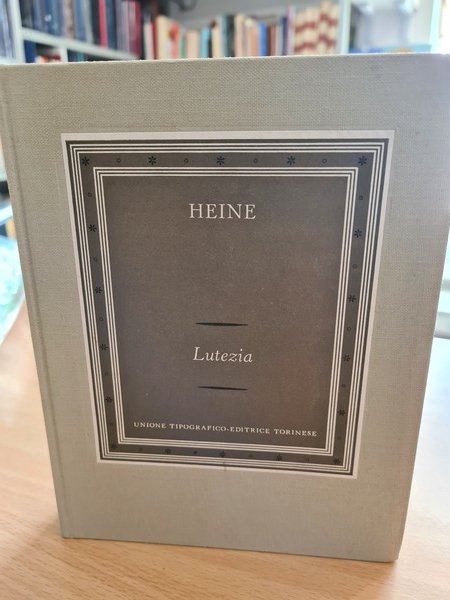 HEINE
Lutezia
UNIONE TIPOGRAFICO-EDITRICE TORINESE